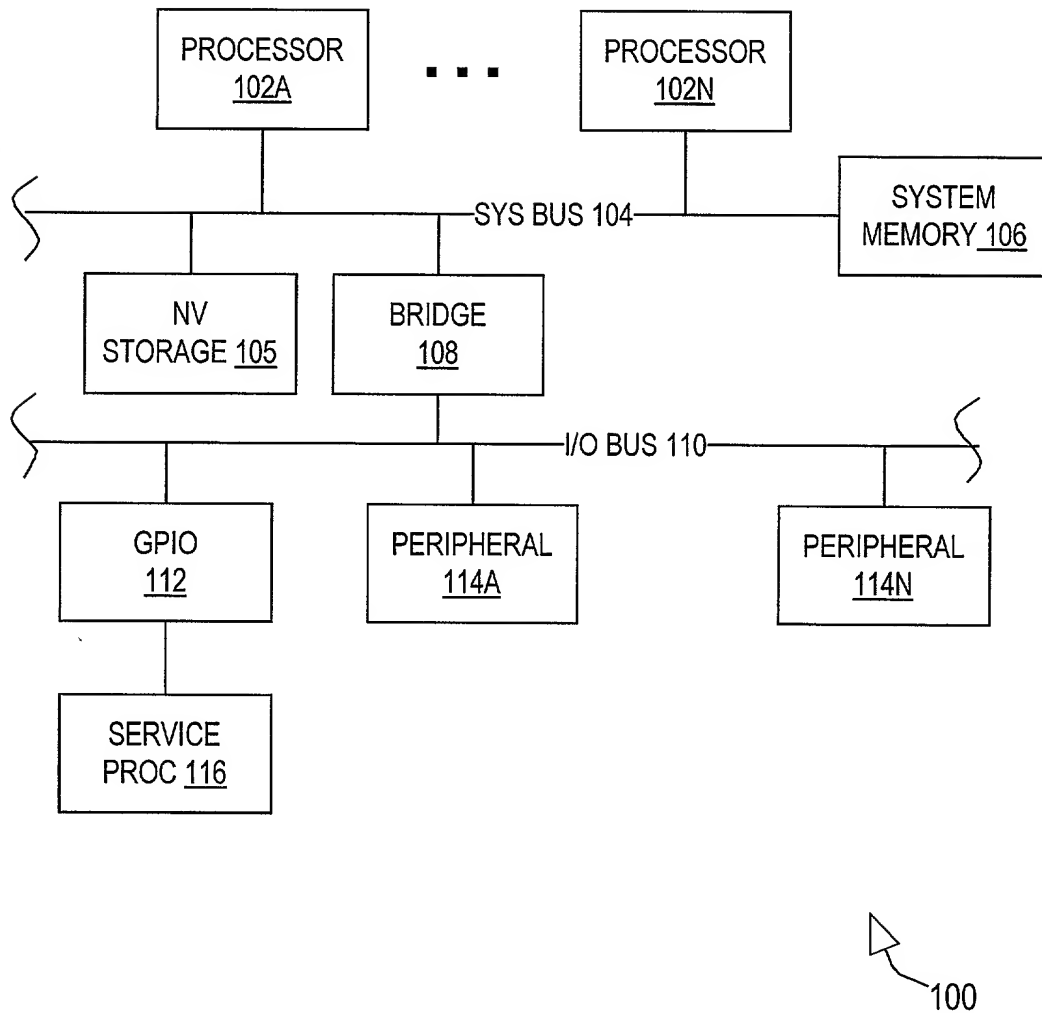 PROCESSOR
102A
PROCESSOR
102N
SYSTEM
MEMORY 106
SYS BUS 104
NV
STORAGE 105
BRIDGE
108
I/O BUS 110
GPIO
112
PERIPHERAL
114A
PERIPHERAL
114N
SERVICE
PROC 116
100